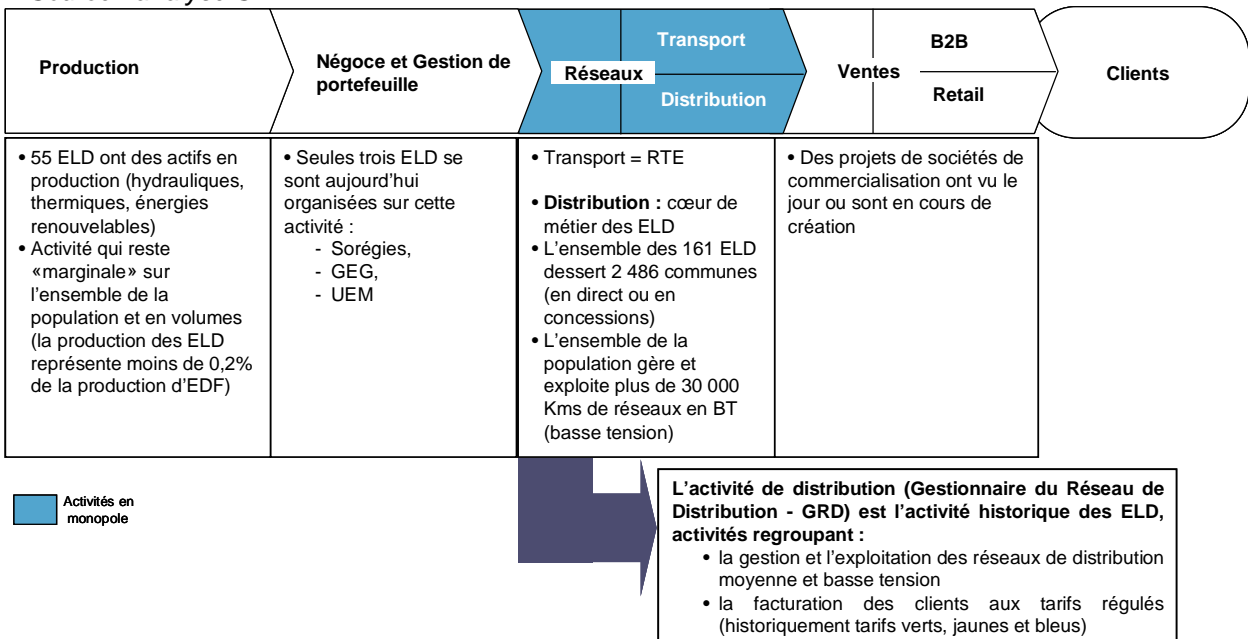 Production
Négoce et Gestion de
portefeuille
Réseaux
Transport
Distribution
Ventes
B2B
Retail
Clients
• 55 ELD ont des actifs en
production (hydrauliques,
thermiques, énergies
renouvelables)
• Activité qui reste
«marginale» sur
l’ensemble de la
population et en volumes
(la production des ELD
représente moins de 0,2%
de la production d’EDF)
• Seules trois ELD se
sont aujourd’hui
organisées sur cette
activité :
- Sorégies,
- GEG,
- UEM
• Transport = RTE
• Distribution : cœur de
métier des ELD
• L’ensemble des 161 ELD
dessert 2 486 communes
(en direct ou en
concessions)
• L’ensemble de la
population gère et
exploite plus de 30 000
Kms de réseaux en BT
(basse tension)
• Des projets de sociétés de
commercialisation ont vu le
jour ou sont en cours de
création
Activités en
monopole
L’activité de distribution (Gestionnaire du Réseau de
Distribution - GRD) est l’activité historique des ELD,
activités regroupant :
• la gestion et l’exploitation des réseaux de distribution
moyenne et basse tension
• la facturation des clients aux tarifs régulés
(historiquement tarifs verts, jaunes et bleus)